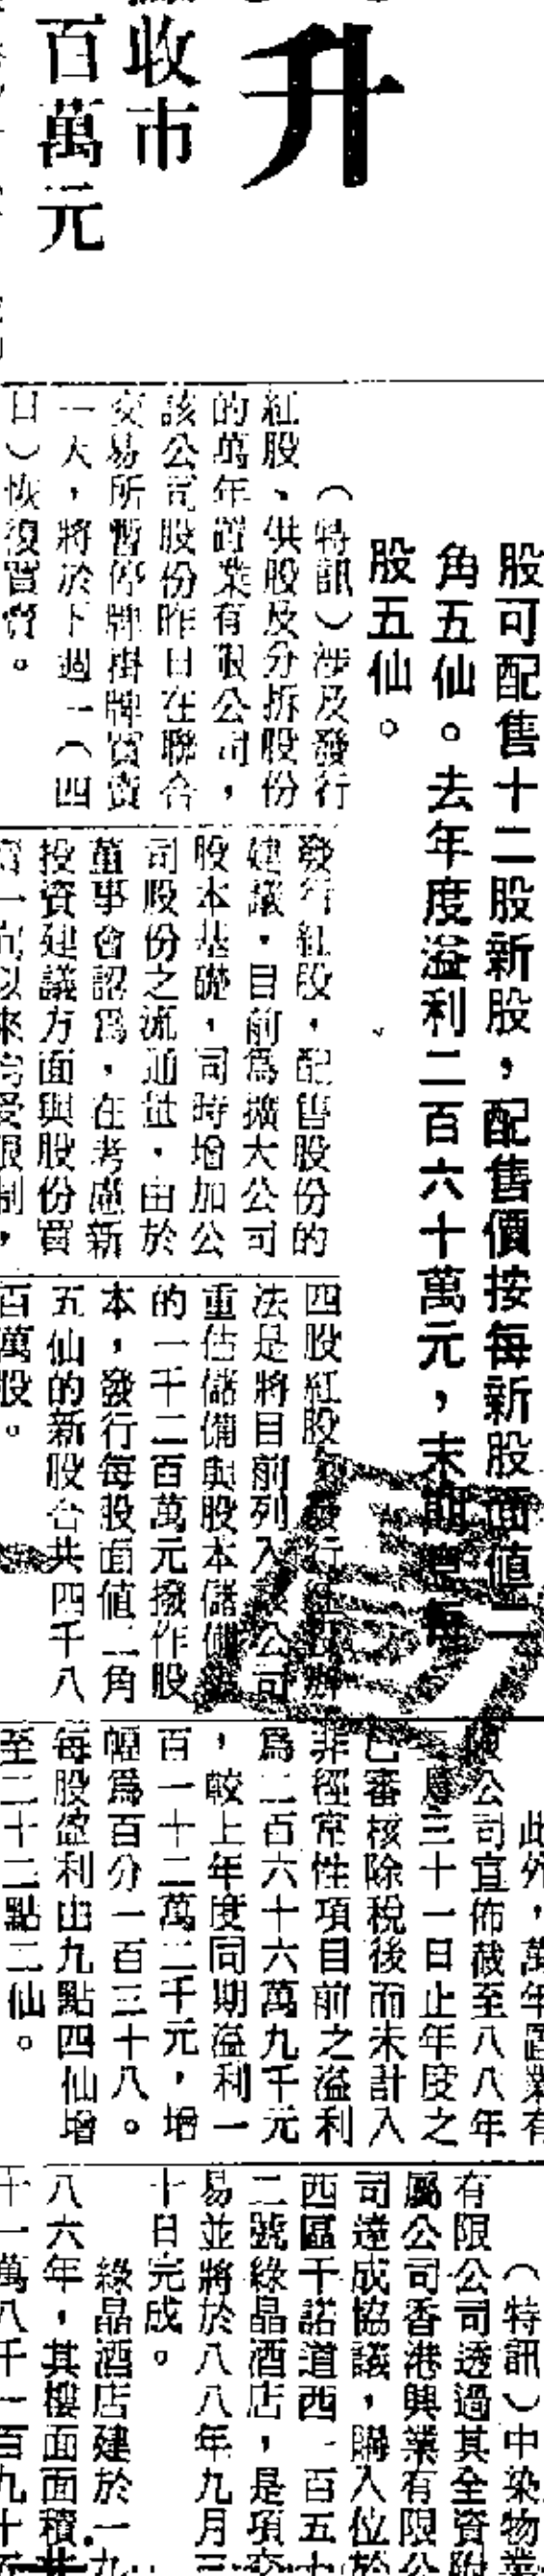 升
收市
百萬元
股可配售十二股新股，配售價按每新股面值二
角五仙。去年度溢利二百六十萬元，末期息每
股五仙。
（特訊）涉及發行
紅股、供股及分拆股份
的萬年置業有限公司，
該公司股份昨日在聯合
交易所暫停牌掛牌買賣
一天，將於下週一（四
日）恢復買賣。
發行紅股，配售股份的
建議，目前爲擴大公司
股本基礎，同時增加公
司股份之流通量，由於
董事會認爲，在考慮新
投資建議方面與股份買
賣一向以來均受限制，
四股紅股
法是將目前列入該公司
重估儲備與股本儲備
的一千二百萬元撥作股
本，發行每股面值二角
五仙的新股合共四千八
百萬股。
此外，萬年置業有
限公司宣佈截至八八年
三月三十一日止年度之
已審核除稅後而未計入
非經常性項目前之溢利
爲二百六十六萬九千元
，較上年度同期溢利一
百一十二萬二千元，增
幅爲百分一百三十八。
每股盈利由九點四仙增
至二十二點二仙。
（特訊）中染物業
有限公司透過其全資附
屬公司香港興業有限公
司達成協議，購入位於
西區干諾道西一百五十
二號綠晶酒店，是項交
易並將於八八年九月三
十日完成。
綠晶酒店建於一九
八六年，其樓面面積
十一萬八千一百九十